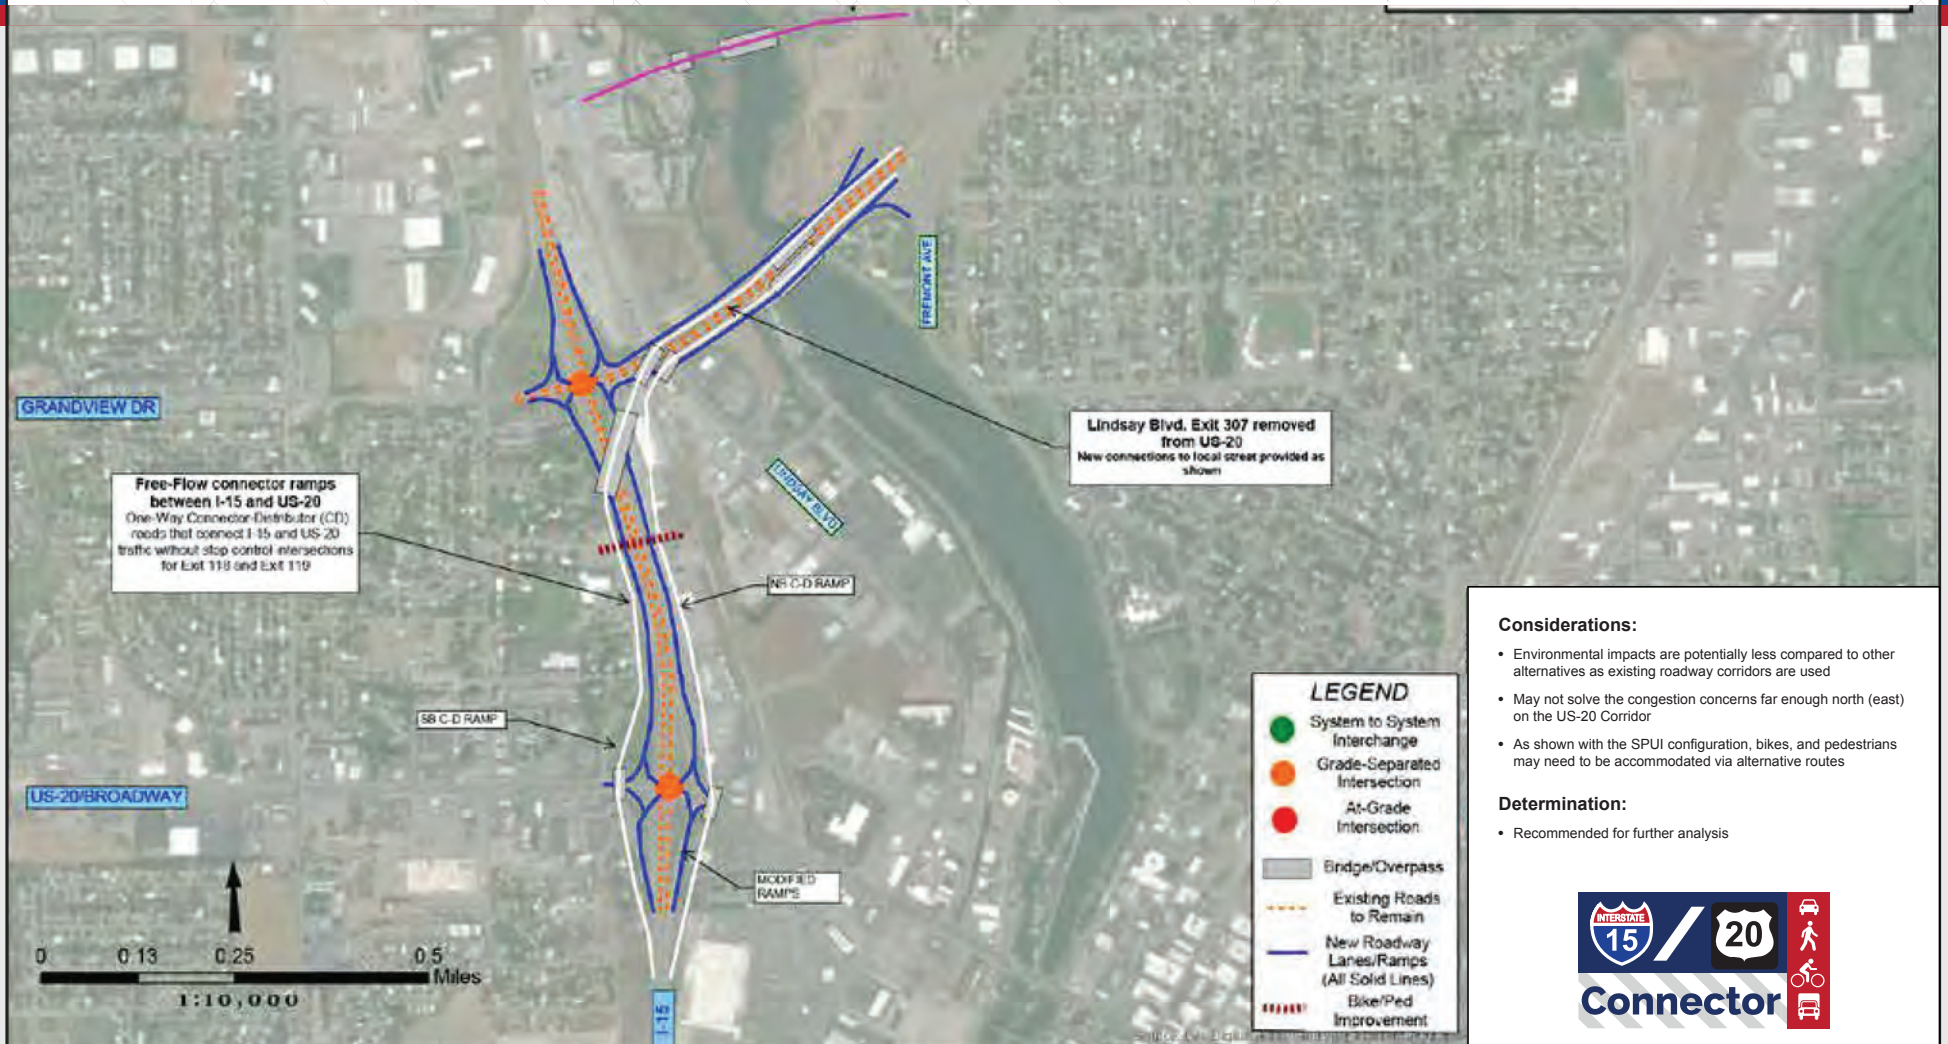 FREMONT AVE
GRANDVIEW DR
Lindsay Blvd. Exit 307 removed
from US-20
New connections to local street provided as
shown
LINDSAY BLVD
Free-Flow connector ramps
between I-15 and US-20
One-Way Connector-Distributor (CD)
roads that connect I-15 and US-20
traffic without stop control intersections
for Exit 118 and Exit 119
NB C-D RAMP
SB C-D RAMP
US-20/BROADWAY
MODIFIED
RAMPS
0 0.13 0.25 0.5
Miles
1:10,000
I-15
LEGEND
System to System
Interchange
Grade-Separated
Intersection
At-Grade
Intersection
Bridge/Overpass
Existing Roads
to Remain
New Roadway
Lanes/Ramps
(All Solid Lines)
Bike/Ped
Improvement
Considerations:
• Environmental impacts are potentially less compared to other
alternatives as existing roadway corridors are used
• May not solve the congestion concerns far enough north (east)
on the US-20 Corridor
• As shown with the SPUI configuration, bikes, and pedestrians
may need to be accommodated via alternative routes
Determination:
• Recommended for further analysis
INTERSTATE
15
20
Connector